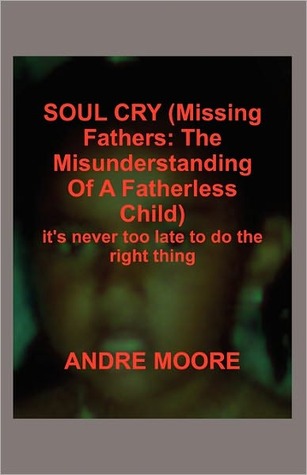 SOUL CRY (Missing
Fathers: The
Misunderstanding
Of A Fatherless
Child)
it's never too late to do the
right thing
ANDRE MOORE